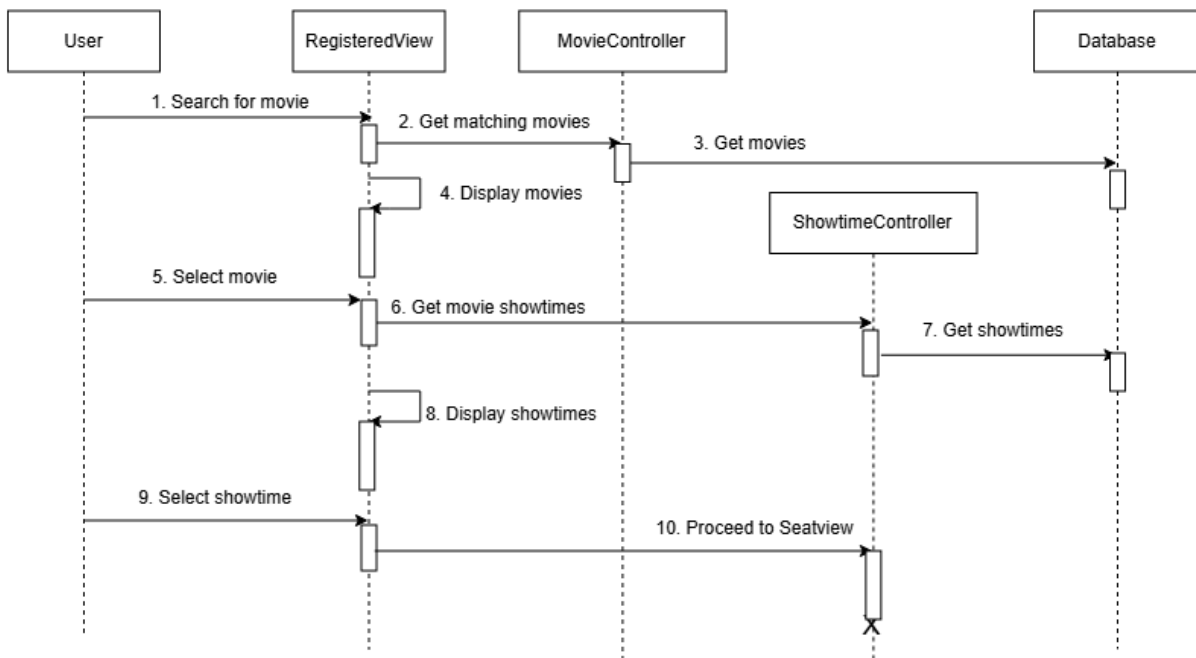 User
RegisteredView
MovieController
Database
1. Search for movie
2. Get matching movies
3. Get movies
4. Display movies
ShowtimeController
5. Select movie
6. Get movie showtimes
7. Get showtimes
8. Display showtimes
9. Select showtime
10. Proceed to Seatview